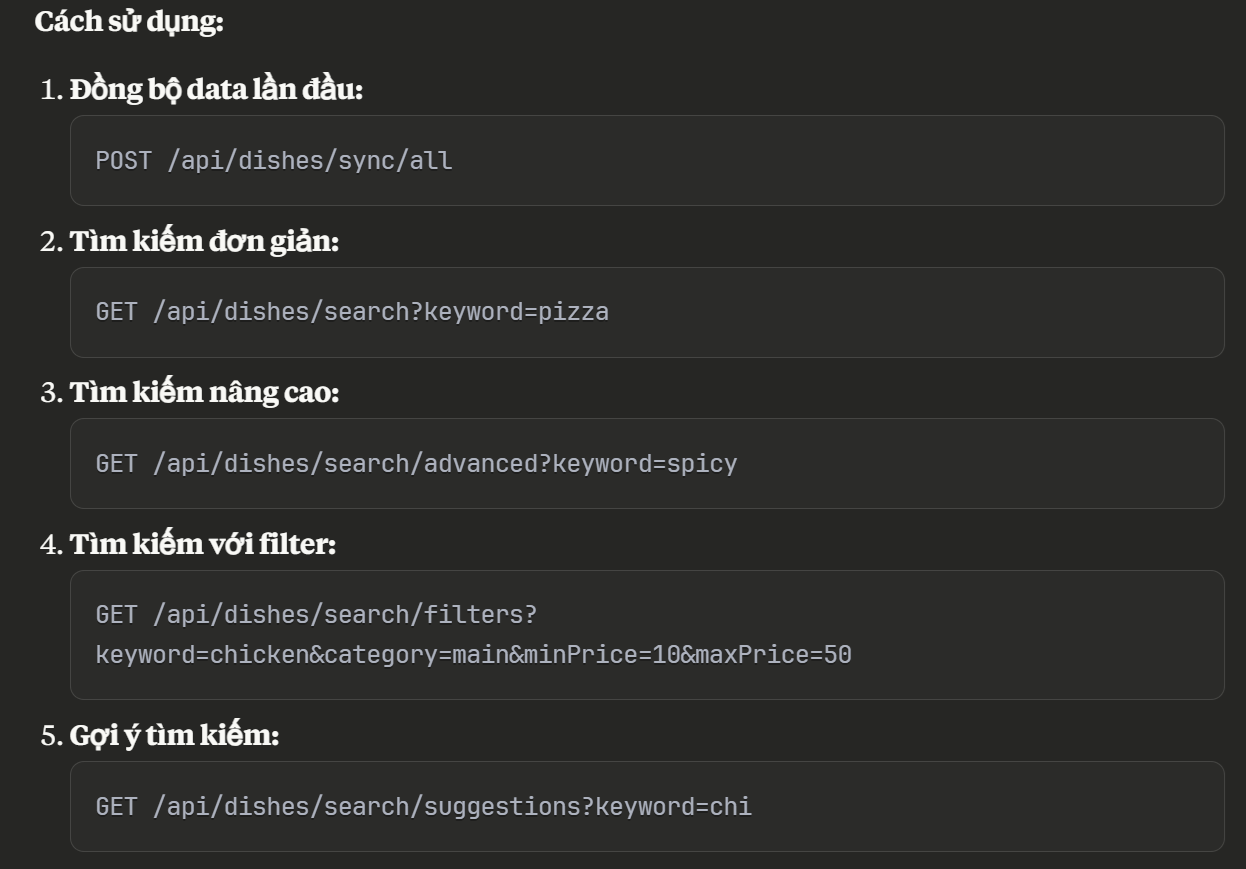 Cách sử dụng:
1. Đồng bộ data lần đầu:
POST /api/dishes/sync/all
2. Tìm kiếm đơn giản:
GET /api/dishes/search?keyword=pizza
3. Tìm kiếm nâng cao:
GET /api/dishes/search/advanced?keyword=spicy
4. Tìm kiếm với filter:
GET /api/dishes/search/filters?
keyword=chicken&category=main&minPrice=10&maxPrice=50
5. Gợi ý tìm kiếm:
GET /api/dishes/search/suggestions?keyword=chi